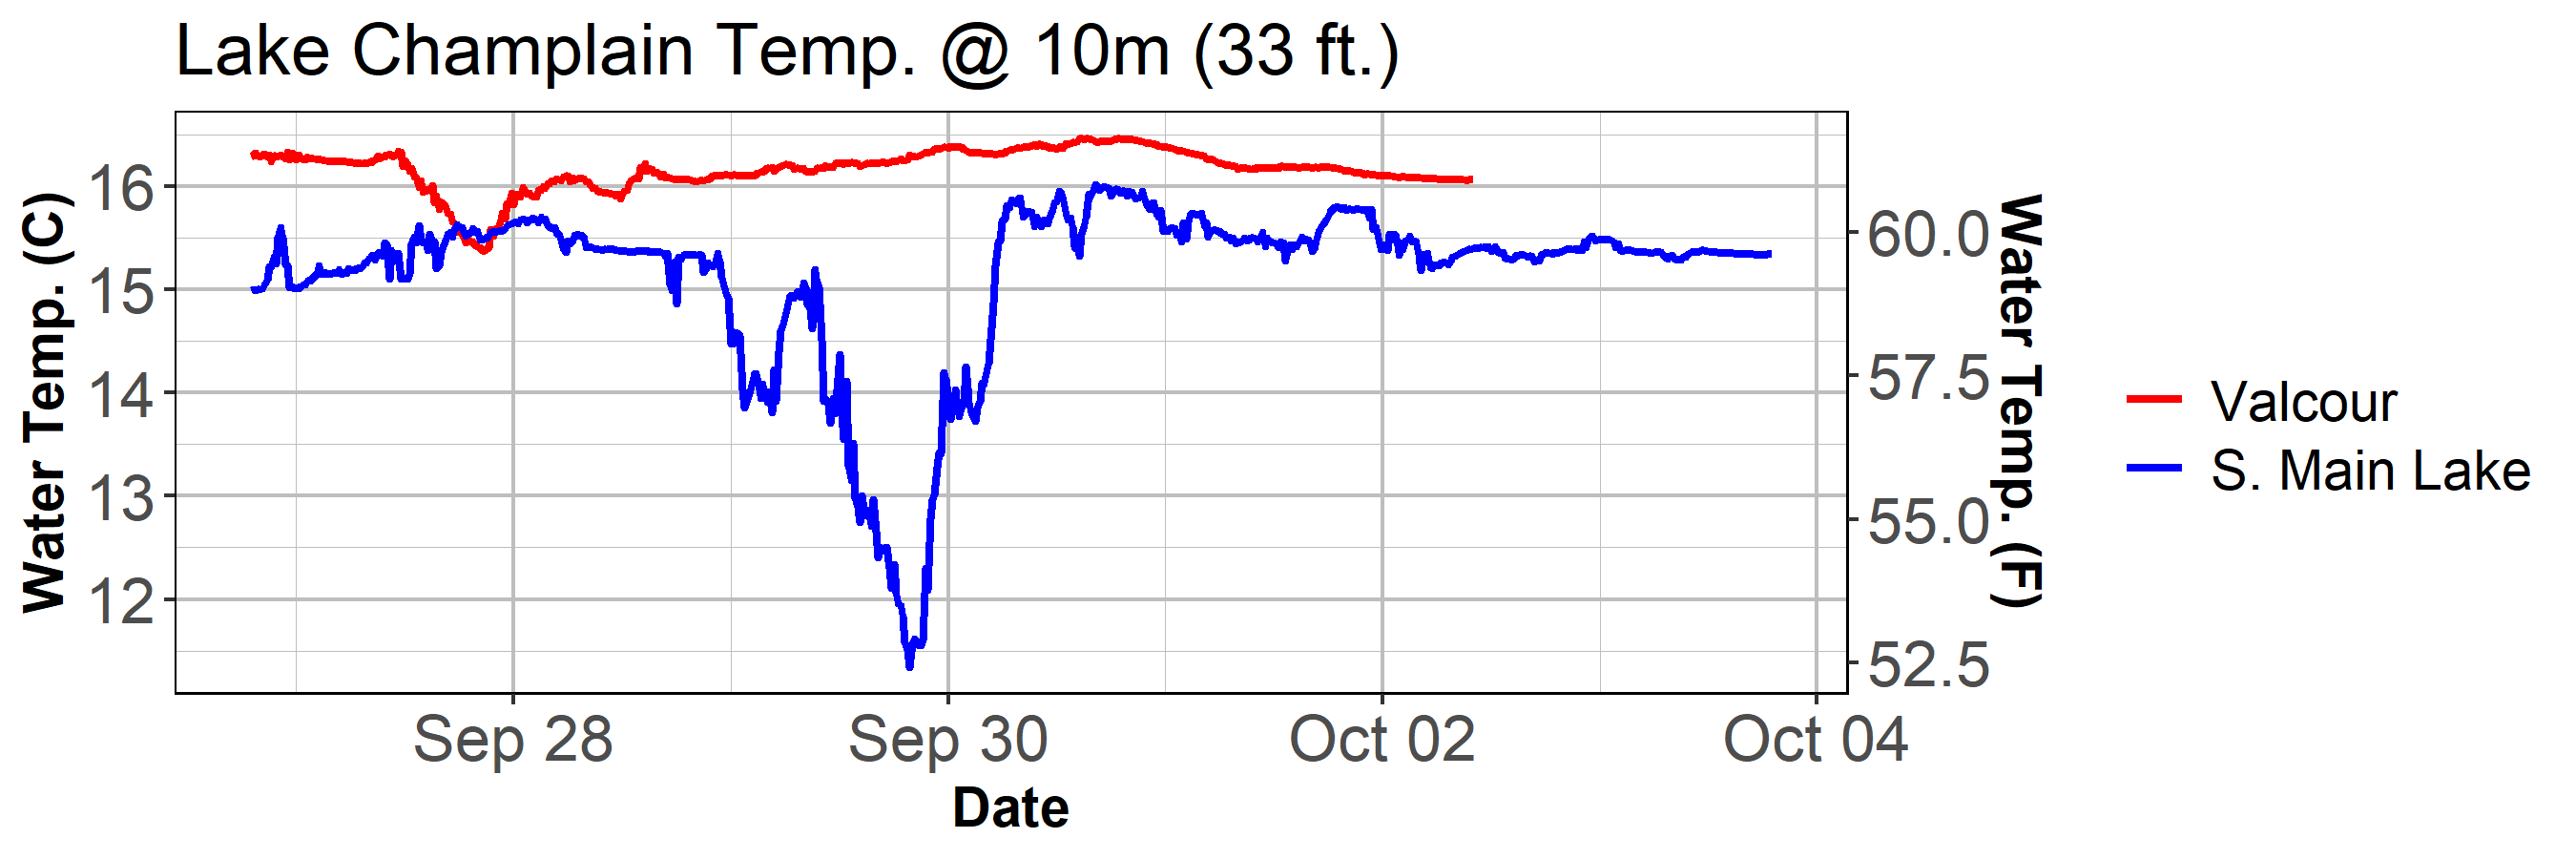 Lake Champlain Temp. @ 10m (33 ft.)
Water Temp. (C)
16
15
14
13
12
60.0
57.5
55.0
52.5
Water Temp. (F)
Sep 28
Sep 30
Oct 02
Oct 04
Date
Valcour
S. Main Lake